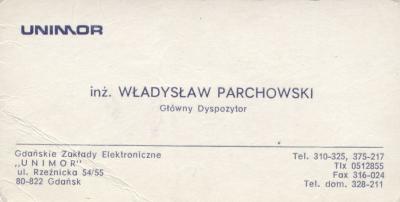 UNIMOR
inż. WŁADYSŁAW PARCHOWSKI
Główny Dyspozytor
Gdańskie Zakłady Elektroniczne
„UNIMOR"
ul. Rzeźnicka 54/55
80-822 Gdańsk
Tel. 310-325, 375-217
Tlx 0512855
Fax 316-024
Tel. dom. 328-211